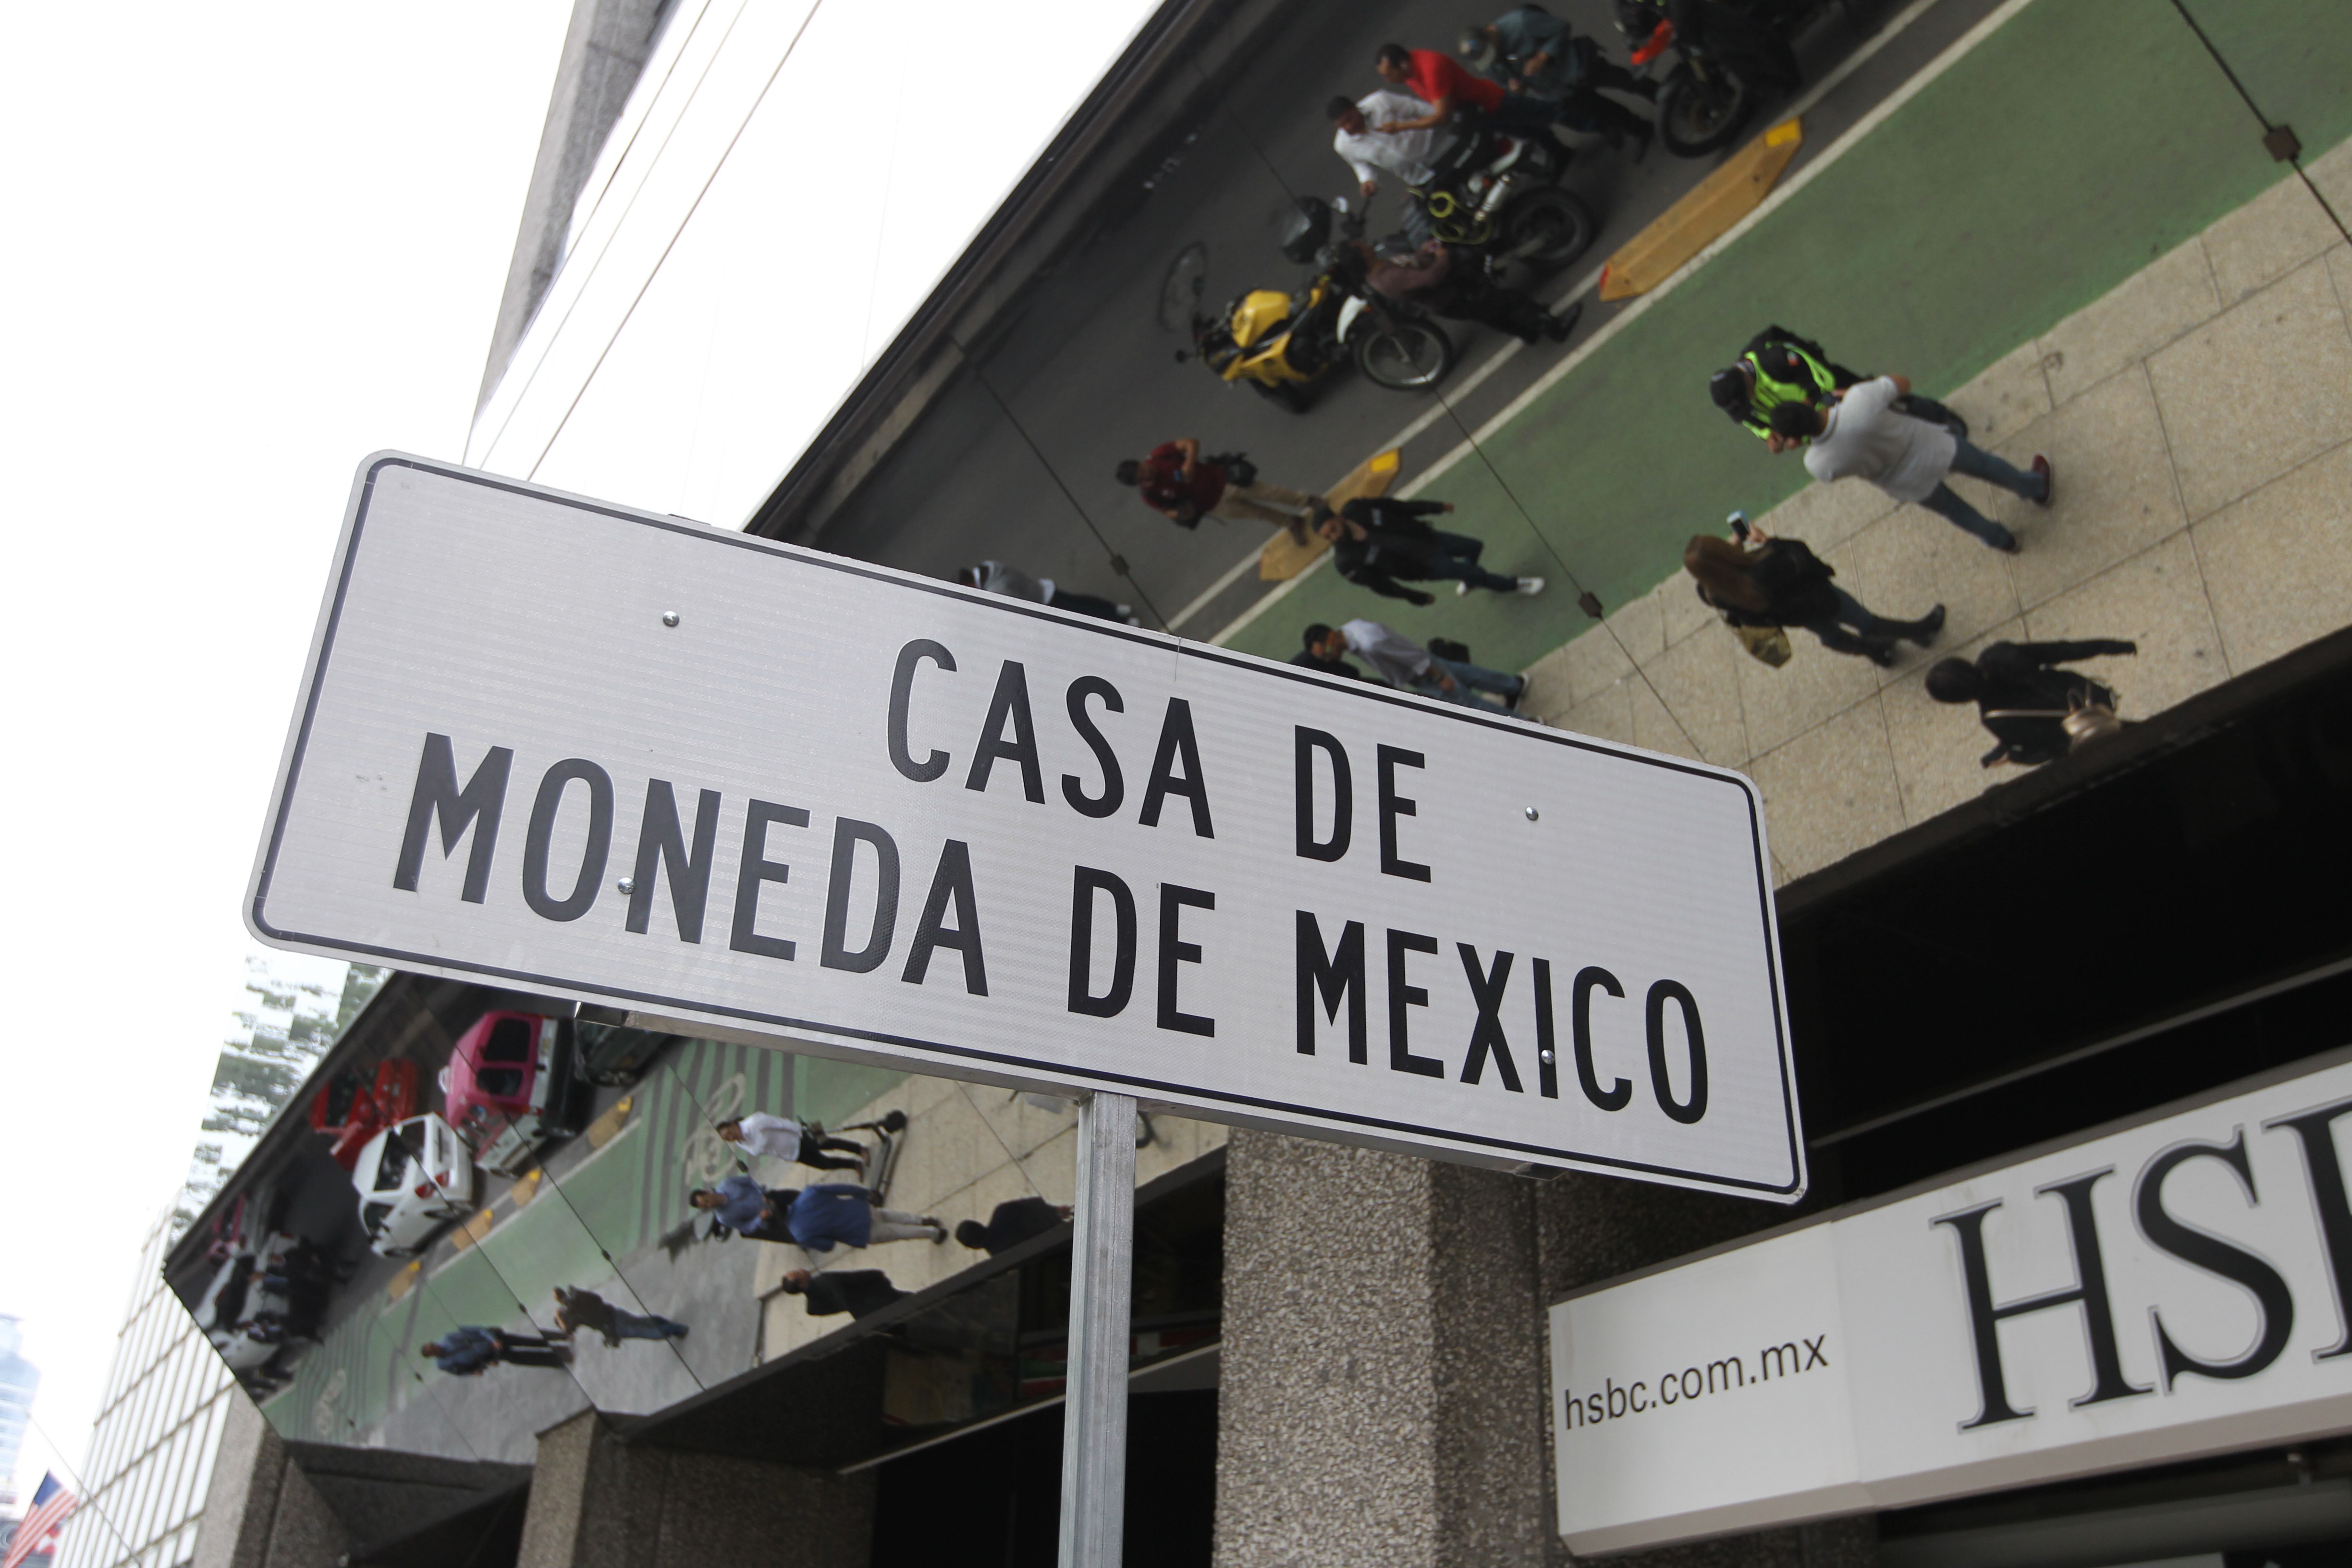 CASA DE
MONEDA DE MEXICO
hsbc.com.mx
HSB